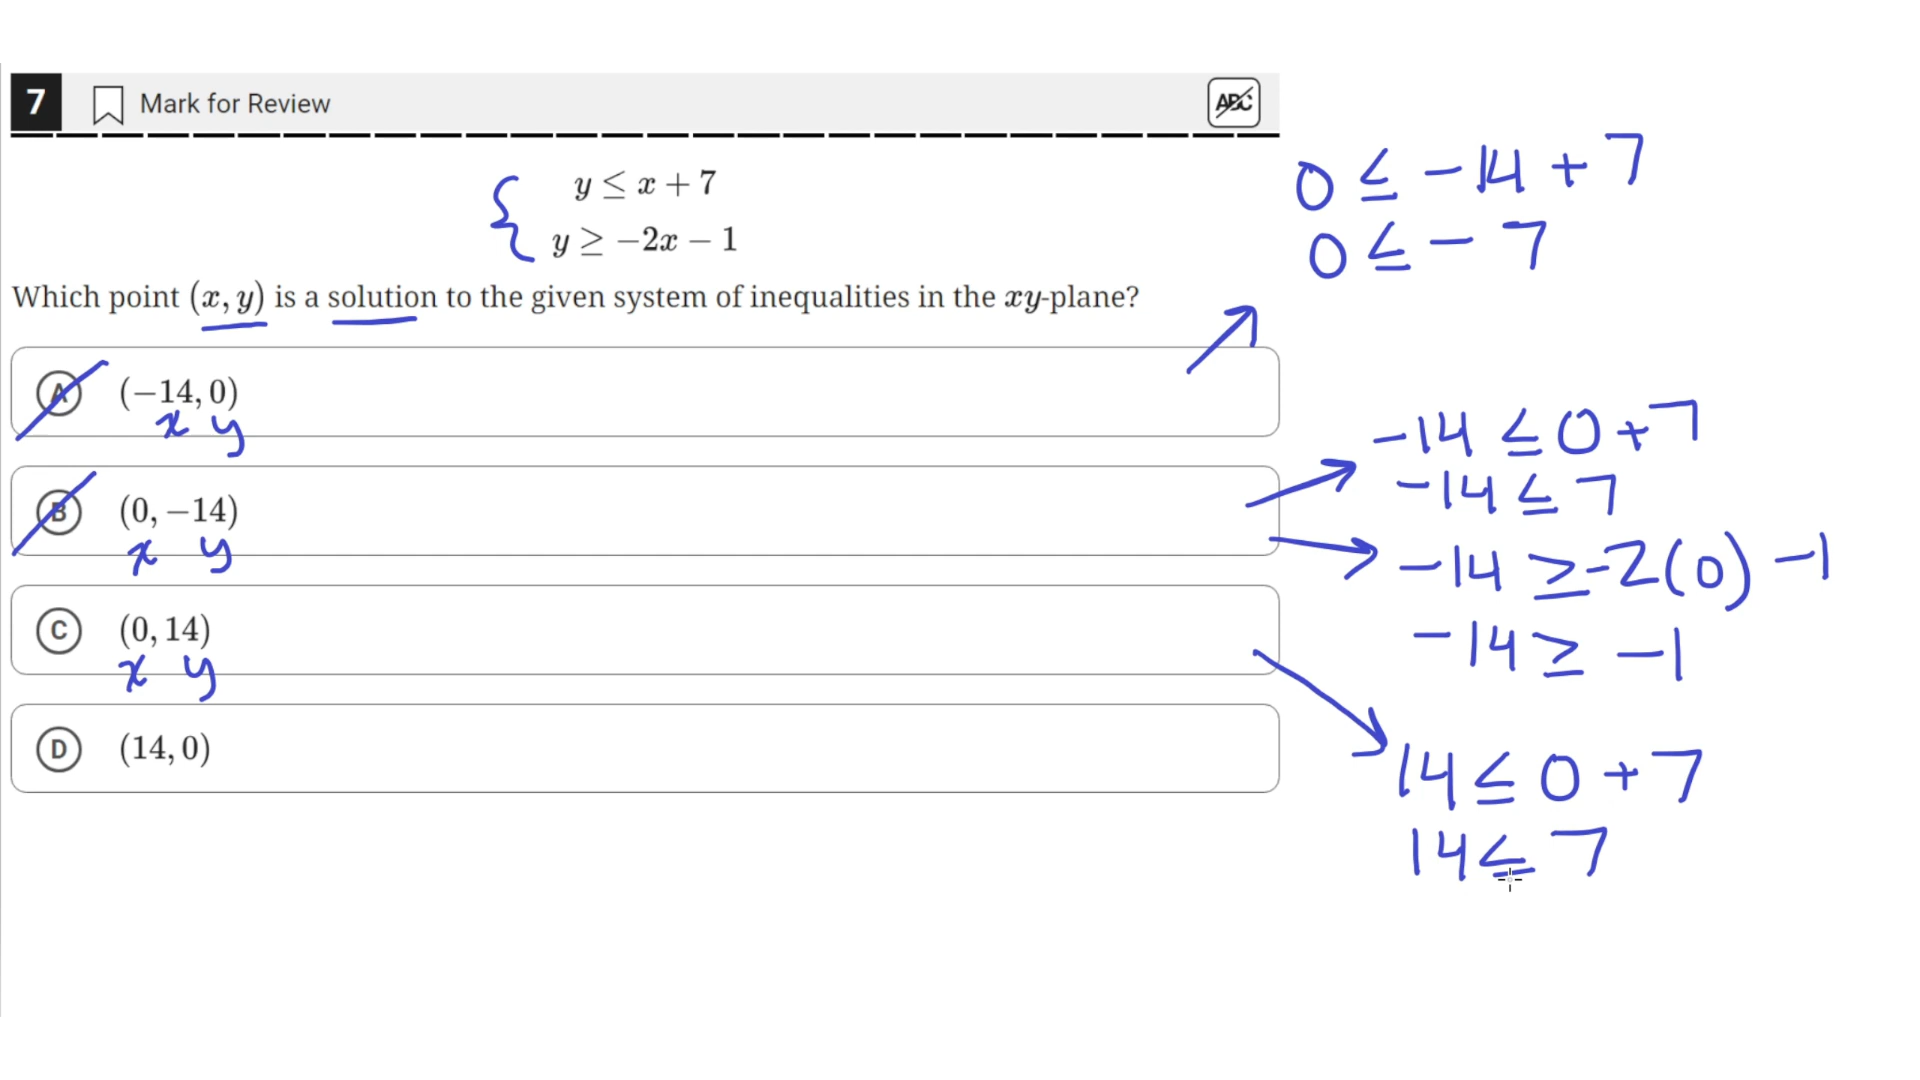 7 Mark for Review ABC
y ≤ x + 7
y ≥ −2x − 1
Which point (x, y) is a solution to the given system of inequalities in the xy-plane?
A (−14, 0)
x y
B (0, −14)
x y
C (0, 14)
x y
D (14, 0)
0 ≤ -14 + 7
0 ≤ - 7
-14 ≤ 0 + 7
-14 ≤ 7
-14 ≥ -2(0) -1
-14 ≥ -1
14 ≤ 0 + 7
14 ≤ 7